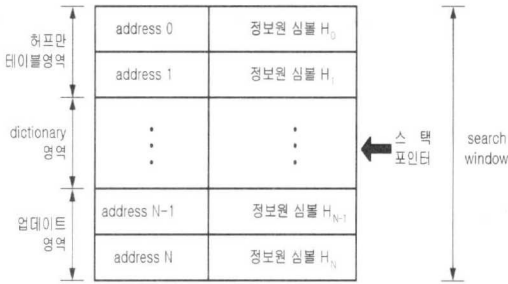 허프만
테이블영역
address 0
정보원 심볼 H₀
address 1
정보원 심볼 H₁
dictionary
영역
스 택
포인터
search
window
업데이트
영역
address N-1
정보원 심볼 H_N-1
address N
정보원 심볼 H_N